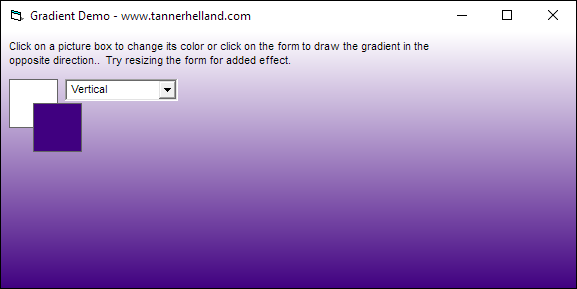 Gradient Demo - www.tannerhelland.com
Click on a picture box to change its color or click on the form to draw the gradient in the
opposite direction..  Try resizing the form for added effect.
Vertical